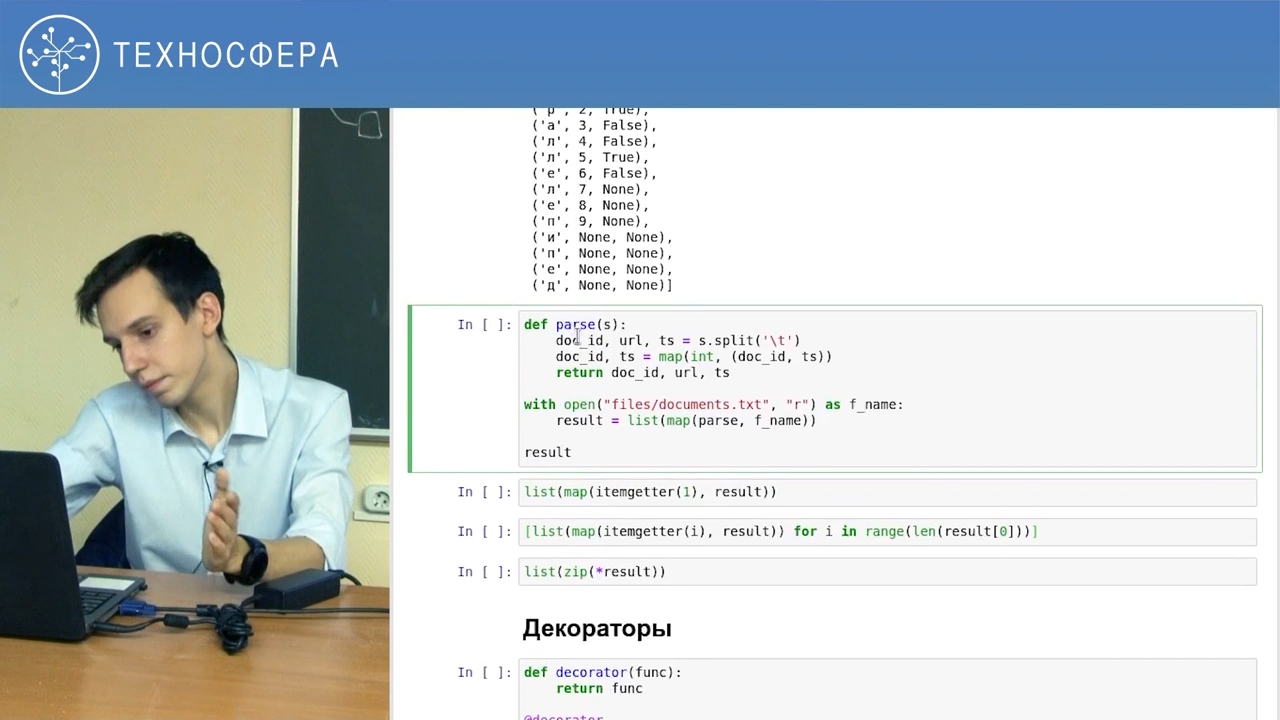 ТЕХНОСФЕРА
('р', 2, True),
('а', 3, False),
('л', 4, False),
('л', 5, True),
('е', 6, False),
('л', 7, None),
('е', 8, None),
('п', 9, None),
('и', None, None),
('п', None, None),
('е', None, None),
('д', None, None)]
In [ ]:
def parse(s):
    doc_id, url, ts = s.split('\t')
    doc_id, ts = map(int, (doc_id, ts))
    return doc_id, url, ts
with open("files/documents.txt", "r") as f_name:
    result = list(map(parse, f_name))
result
In [ ]: list(map(itemgetter(1), result))
In [ ]: [list(map(itemgetter(i), result)) for i in range(len(result[0]))]
In [ ]: list(zip(*result))
Декораторы
In [ ]:
def decorator(func):
    return func
@decorator